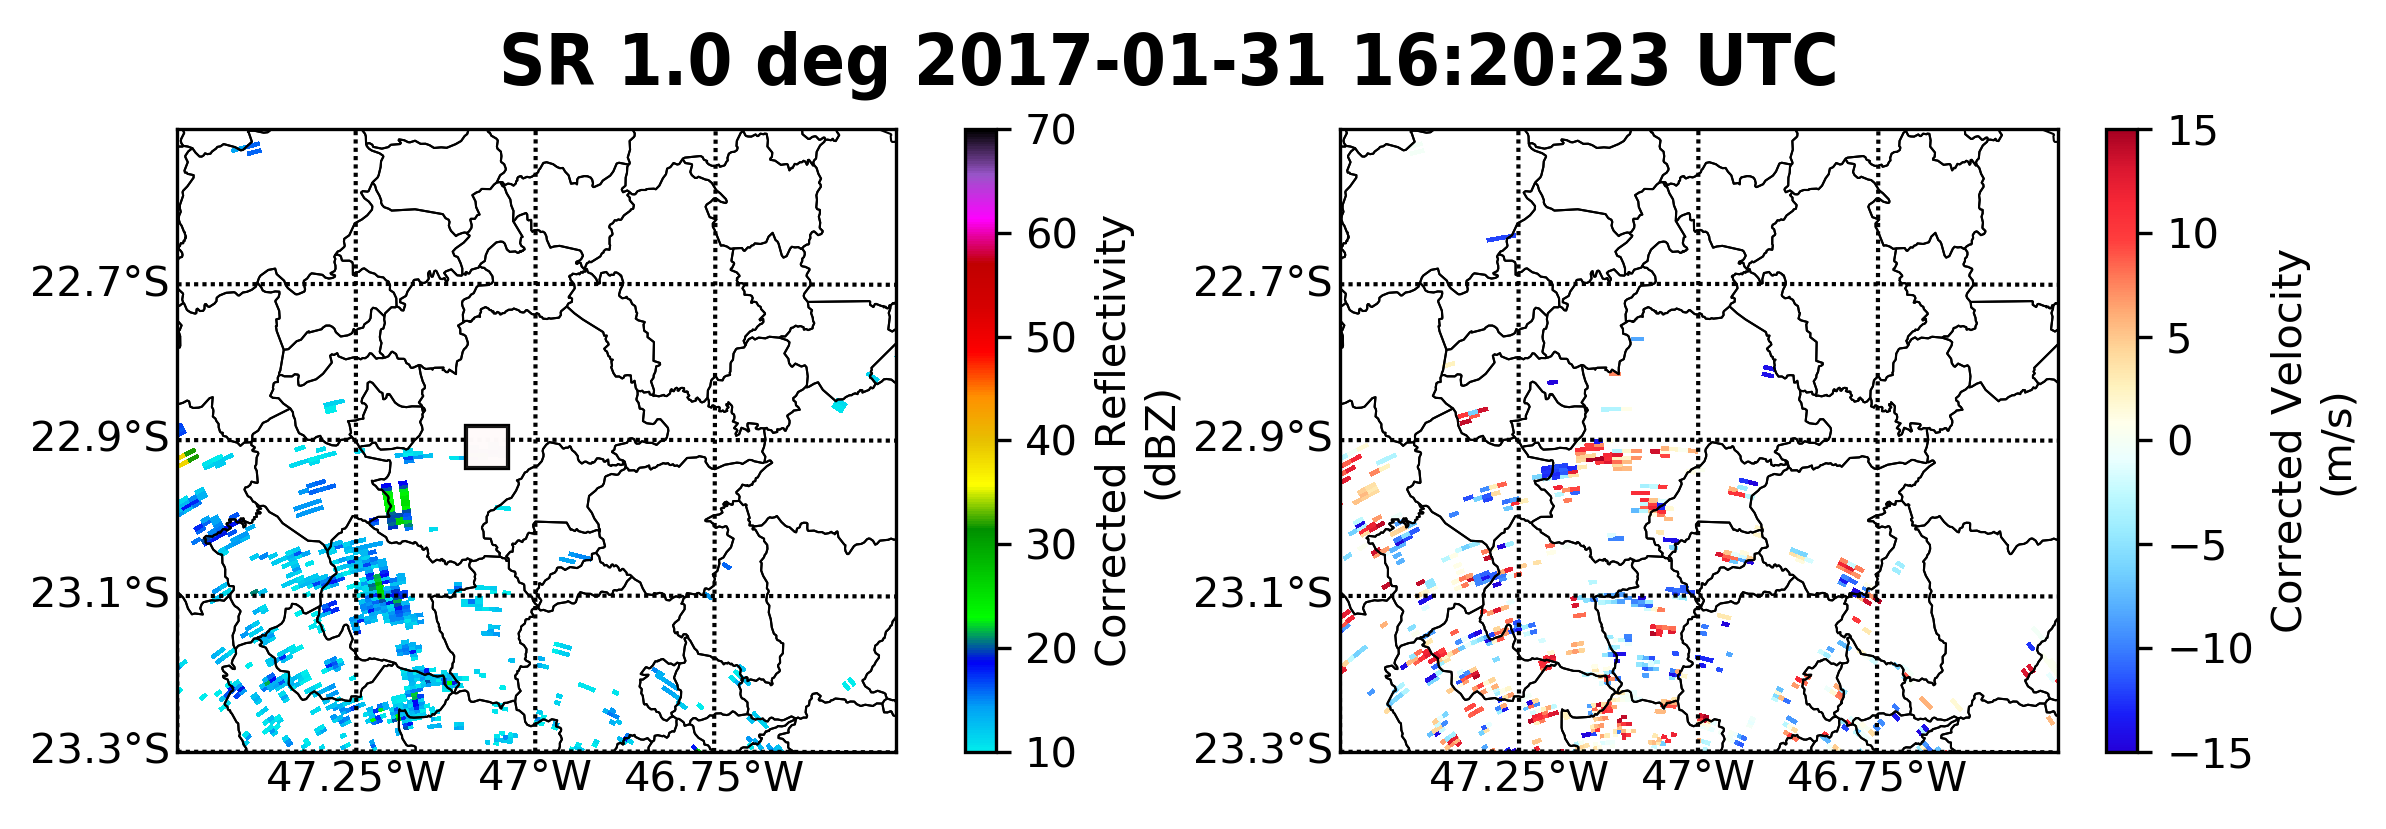 SR 1.0 deg 2017-01-31 16:20:23 UTC
22.7°S
22.9°S
23.1°S
23.3°S
47.25°W
47°W
46.75°W
70
60
50
40
30
20
10
Corrected Reflectivity
(dBZ)
22.7°S
22.9°S
23.1°S
23.3°S
47.25°W
47°W
46.75°W
15
10
5
0
−5
−10
−15
Corrected Velocity
(m/s)